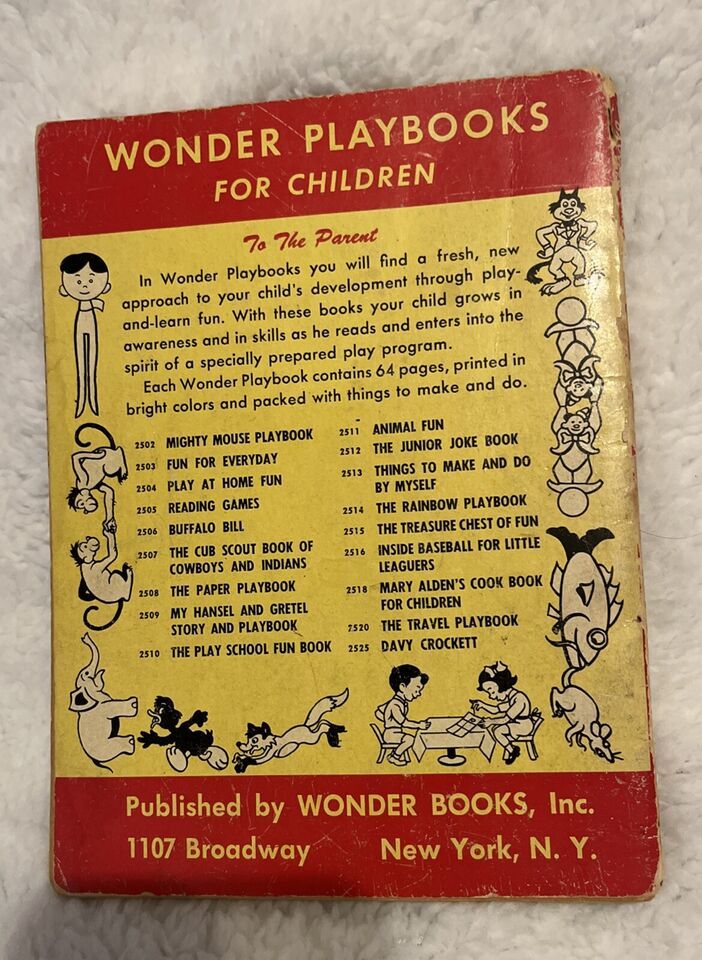 WONDER PLAYBOOKS
FOR CHILDREN
To The Parent
In Wonder Playbooks you will find a fresh, new
approach to your child's development through play-
and-learn fun. With these books your child grows in
awareness and in skills as he reads and enters into the
spirit of a specially prepared play program.
Each Wonder Playbook contains 64 pages, printed in
bright colors and packed with things to make and do.
2502 MIGHTY MOUSE PLAYBOOK
2503 FUN FOR EVERYDAY
2504 PLAY AT HOME FUN
2505 READING GAMES
2506 BUFFALO BILL
2507 THE CUB SCOUT BOOK OF
COWBOYS AND INDIANS
2508 THE PAPER PLAYBOOK
2509 MY HANSEL AND GRETEL
STORY AND PLAYBOOK
2510 THE PLAY SCHOOL FUN BOOK
2511 ANIMAL FUN
2512 THE JUNIOR JOKE BOOK
2513 THINGS TO MAKE AND DO
BY MYSELF
2514 THE RAINBOW PLAYBOOK
2515 THE TREASURE CHEST OF FUN
2516 INSIDE BASEBALL FOR LITTLE
LEAGUERS
2518 MARY ALDEN'S COOK BOOK
FOR CHILDREN
2520 THE TRAVEL PLAYBOOK
2525 DAVY CROCKETT
Published by WONDER BOOKS, Inc.
1107 Broadway New York, N. Y.